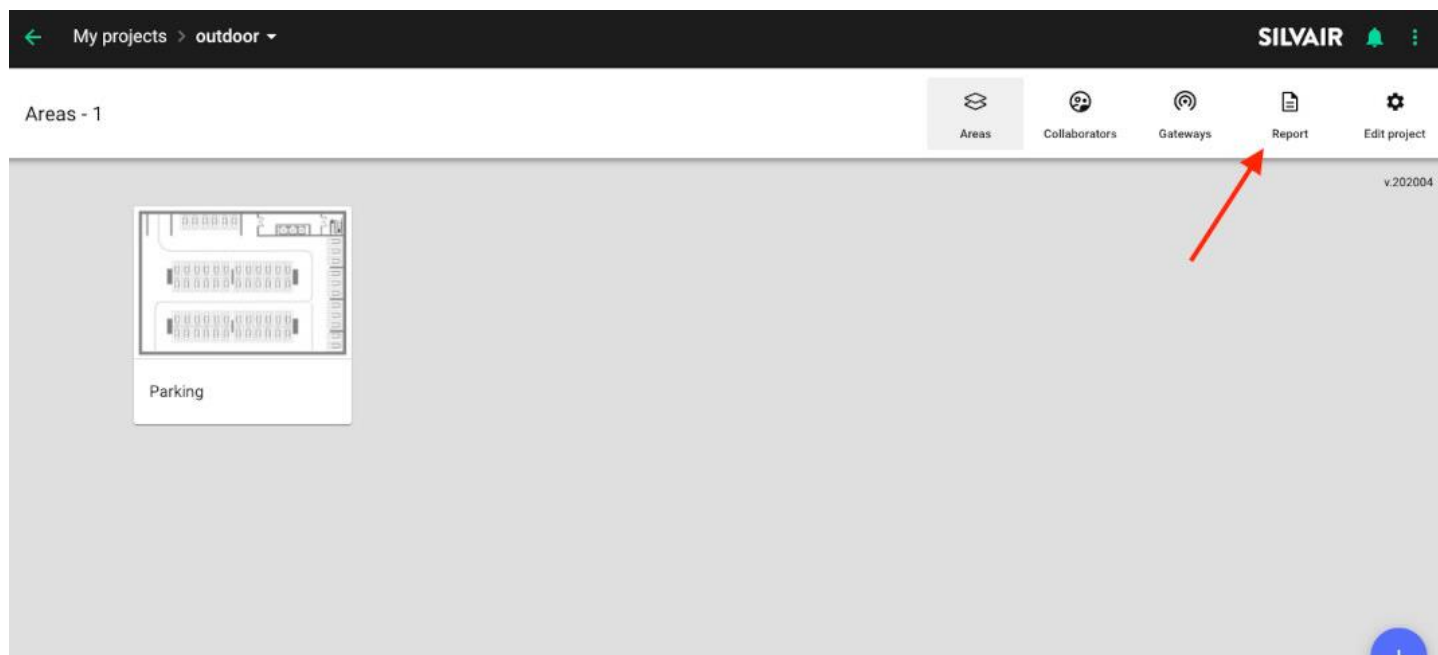 My projects > outdoor
SILVAIR
Areas - 1
Areas
Collaborators
Gateways
Report
Edit project
v.202004
Parking